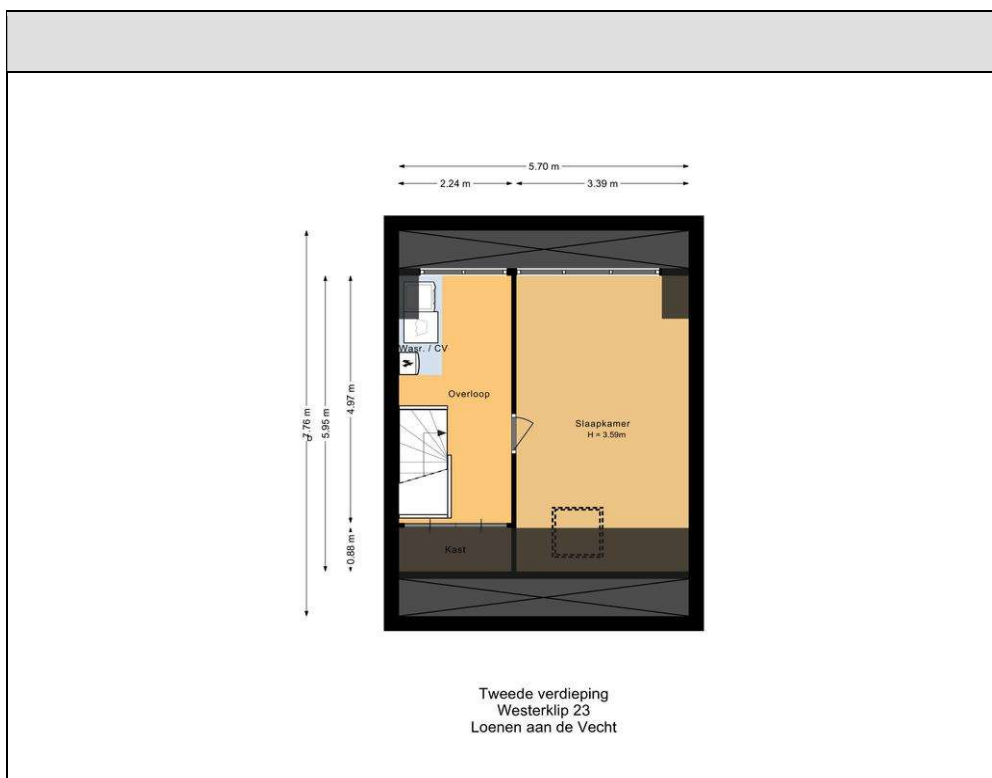 5.70 m
2.24 m
3.39 m
7.76 m
5.95 m
4.97 m
0.88 m
Wasr. / CV
Overloop
Slaapkamer
H = 3.59m
Kast
Tweede verdieping
Westerklip 23
Loenen aan de Vecht